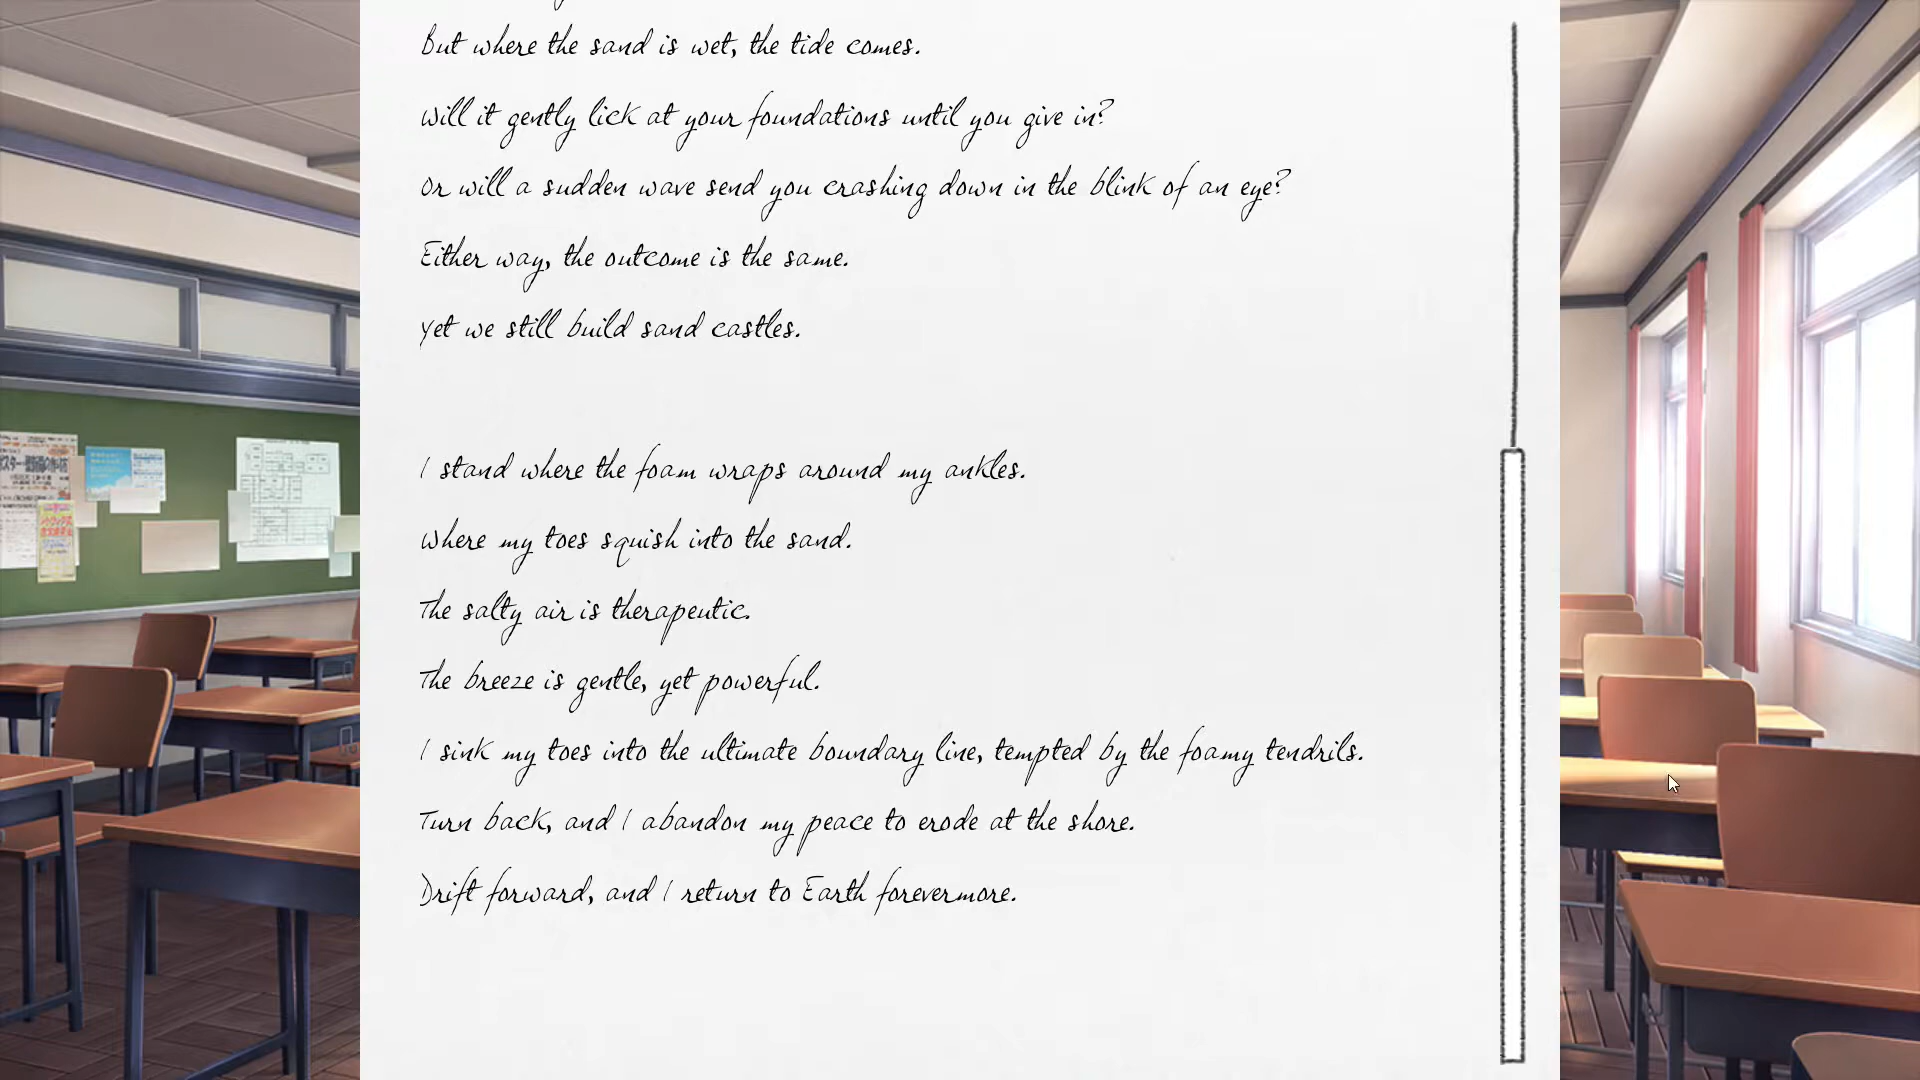 But where the sand is wet, the tide comes.
Will it gently lick at your foundations until you give in?
Or will a sudden wave send you crashing down in the blink of an eye?
Either way, the outcome is the same.
Yet we still build sand castles.
I stand where the foam wraps around my ankles.
Where my toes squish into the sand.
The salty air is therapeutic.
The breeze is gentle, yet powerful.
I sink my toes into the ultimate boundary line, tempted by the foamy tendrils.
Turn back, and I abandon my peace to erode at the shore.
Drift forward, and I return to Earth forevermore.